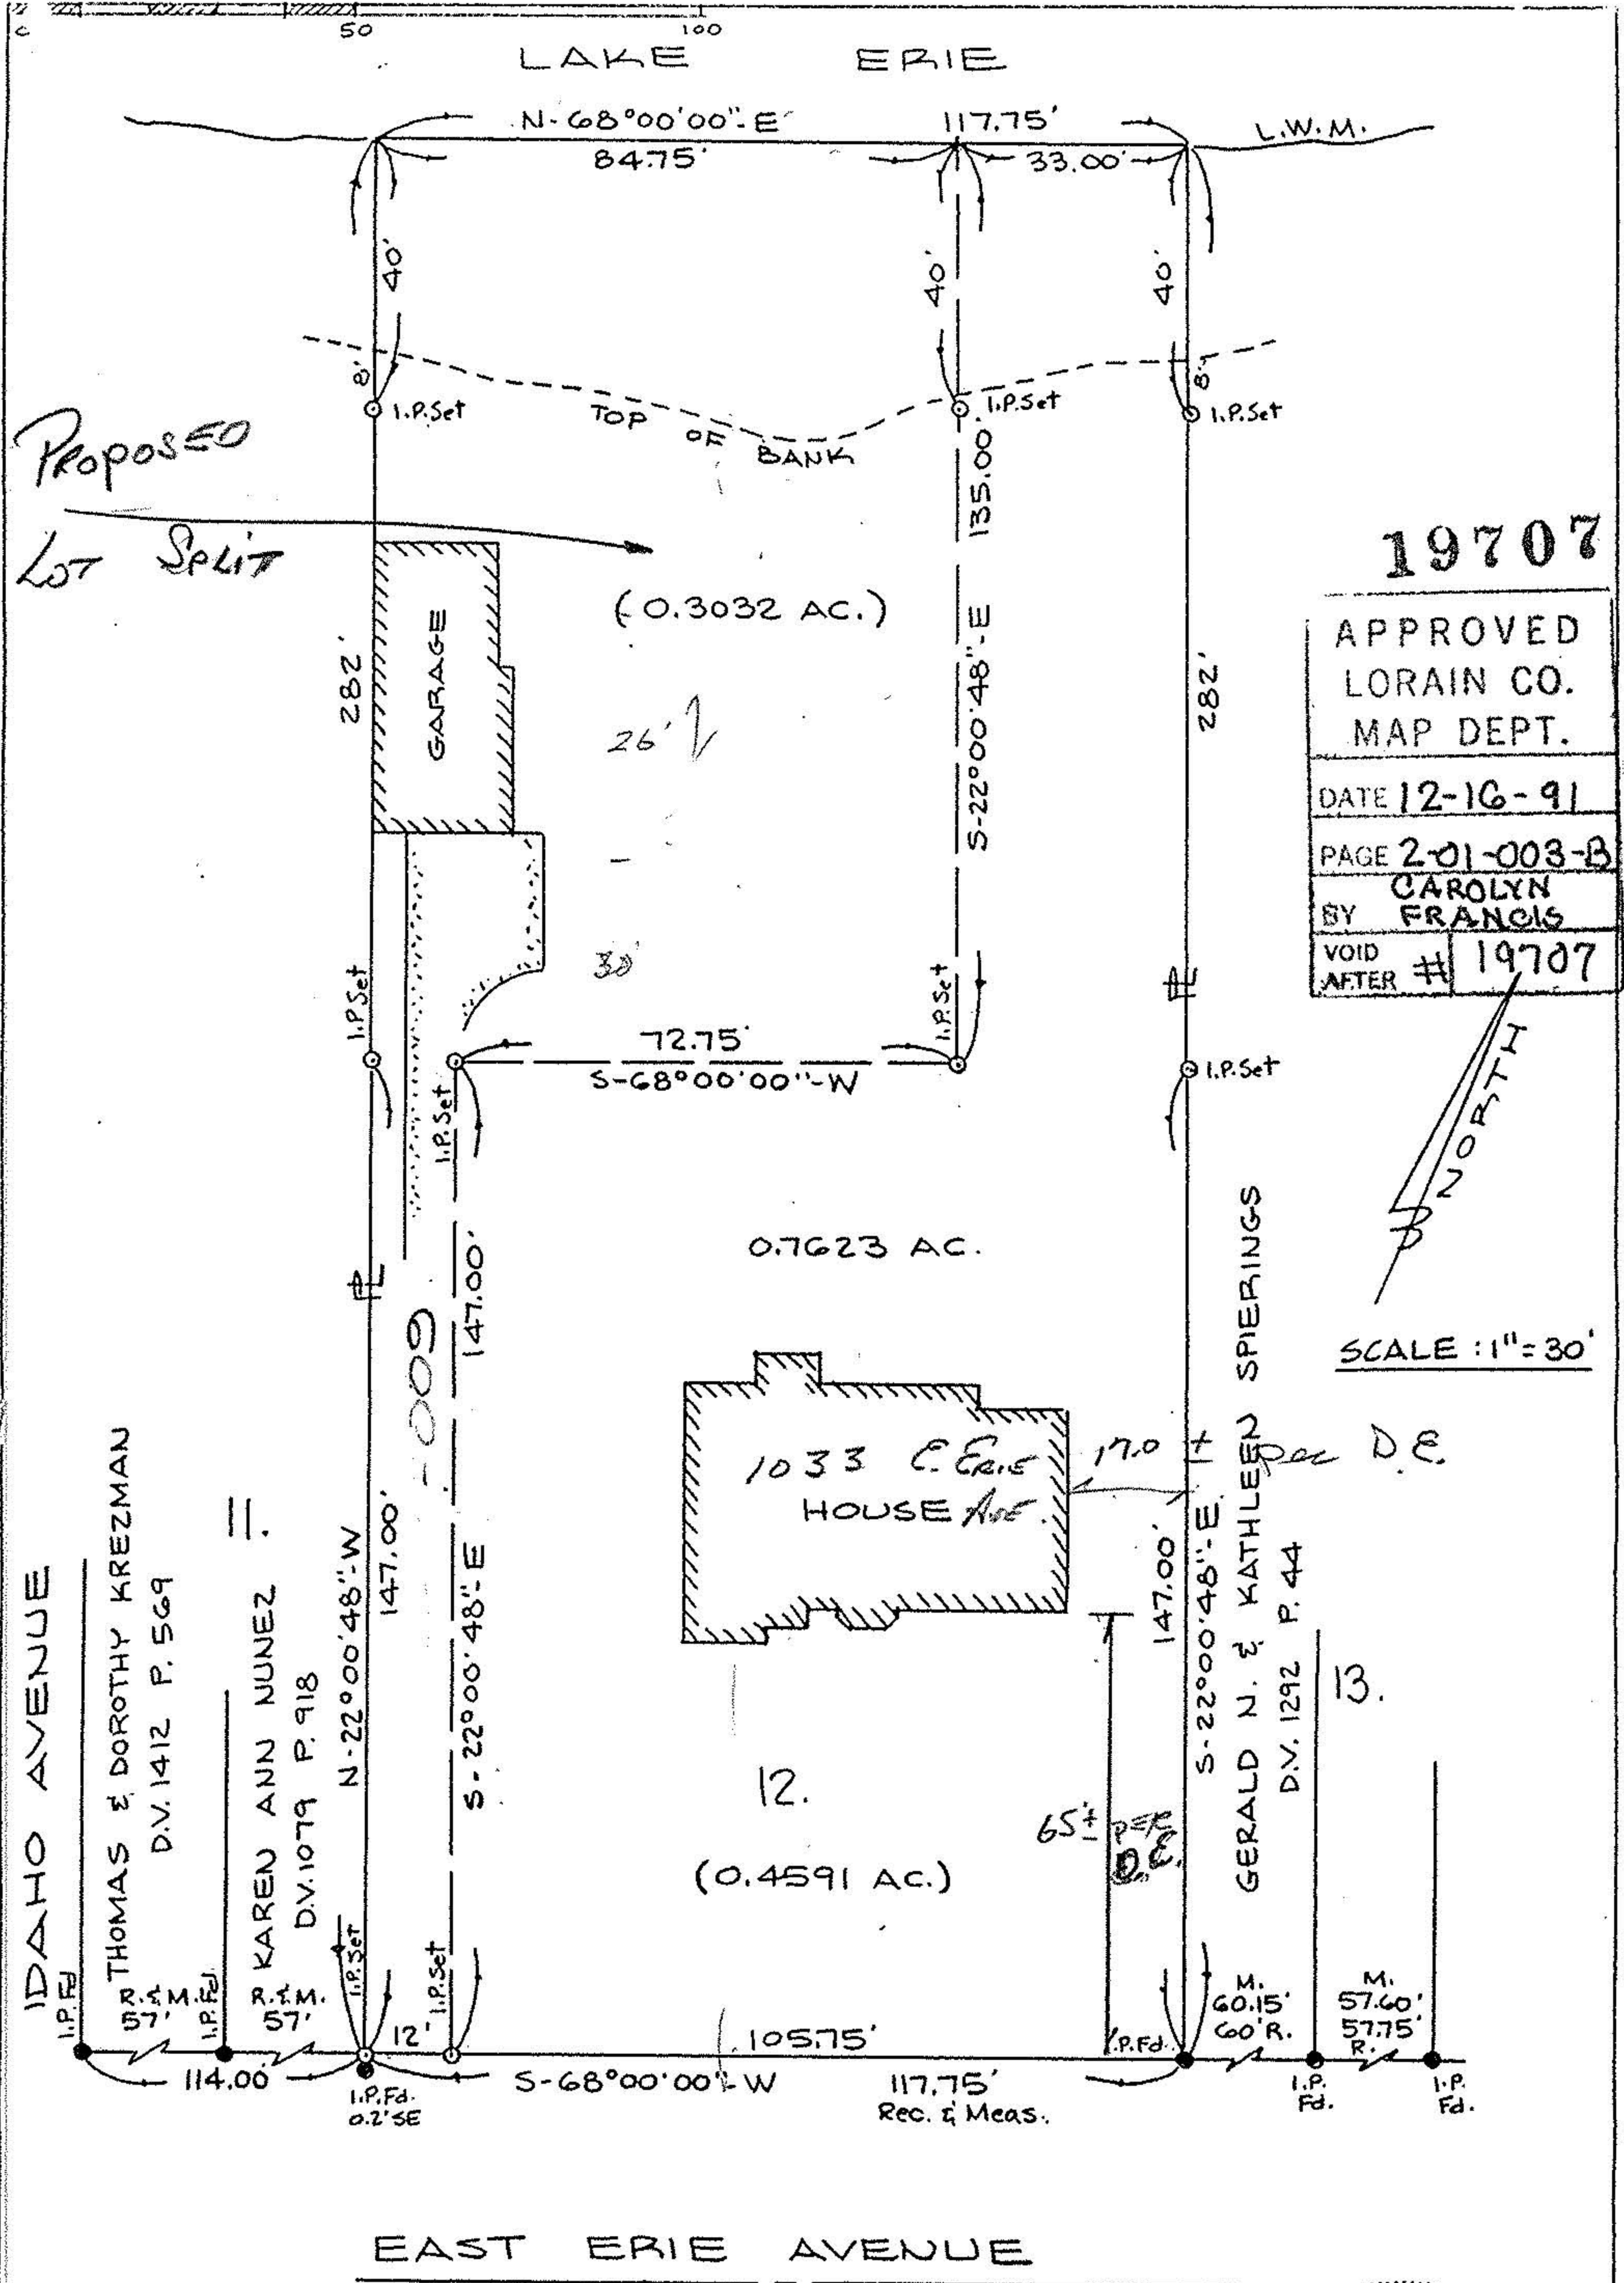 50 100
LAKE ERIE
N-68°00'00"-E 117.75'
L.W.M.
84.75' 33.00'
40' 40' 40'
8' 8'
I.P.Set I.P.Set I.P.Set
TOP OF BANK
PROPOSED
LOT SPLIT
135.00'
S-22°00'48"-E
(0.3032 AC.)
GARAGE
282' 282'
26'
30'
19707
APPROVED
LORAIN CO.
MAP DEPT.
DATE 12-16-91
PAGE 2-01-003-B
BY CAROLYN FRANCIS
VOID AFTER # 19707
NORTH
SCALE : 1" = 30'
I.P.Set I.P.Set
72.75'
S-68°00'00"-W
I.P.Set
I.P.Set
147.00'
-009
0.7623 AC.
1033 E. ERIE
HOUSE AVE.
17.0 ± per D.E.
IDAHO AVENUE
THOMAS & DOROTHY KREZMAN
D.V. 1412 P. 569
11.
KAREN ANN NUNEZ
D.V. 1079 P. 918
N-22°00'48"-W
147.00'
S-22°00'48"-E
147.00'
S-22°00'48"-E
GERALD N. & KATHLEEN SPIERINGS
D.V. 1292 P. 44
13.
12.
(0.4591 AC.)
65'± PER
D.E.
I.P.Fd
R.&M.
57'
I.P.Fd
R.&M.
57'
I.P.Set
12'
I.P.Set
105.75'
I.P.Fd.
M.
60.15'
60'R.
M.
57.60'
57.75'
R.
114.00'
I.P.Fd.
0.2'SE
S-68°00'00"-W
117.75'
Rec. & Meas.
I.P.
Fd.
I.P.
Fd.
EAST ERIE AVENUE